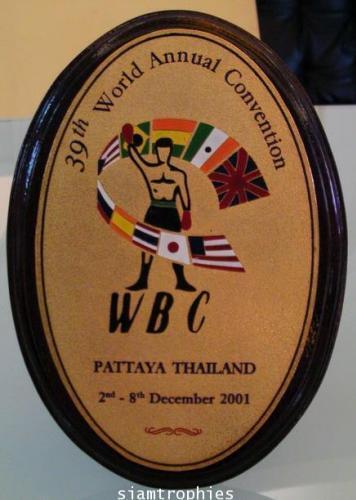 39th World Annual Convention
WBC
PATTAYA THAILAND
2nd - 8th December 2001
siamtrophies